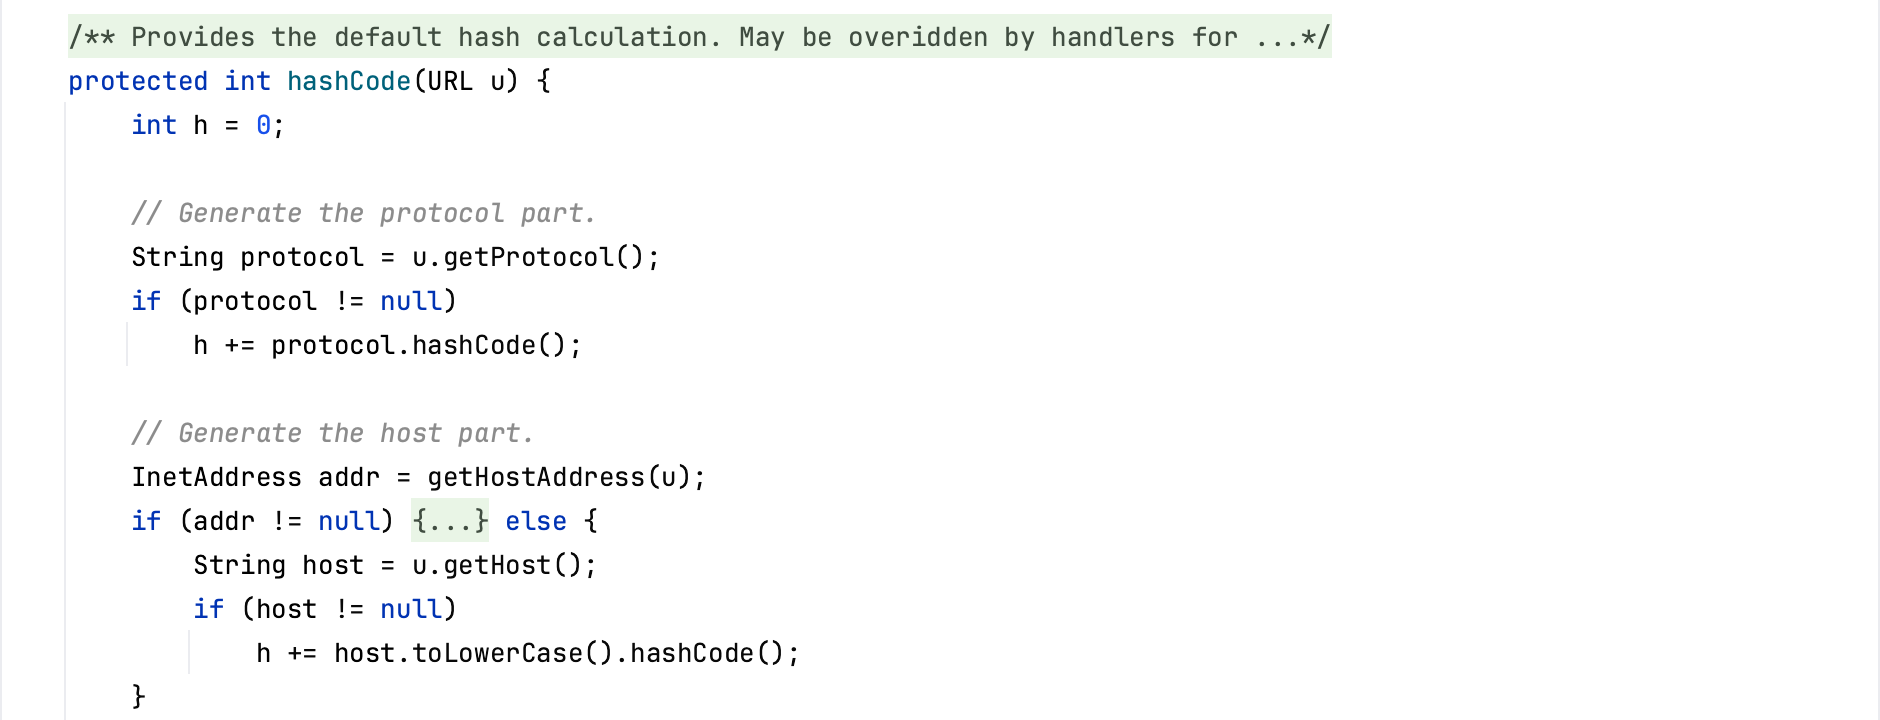 /** Provides the default hash calculation. May be overidden by handlers for ...*/
protected int hashCode(URL u) {
    int h = 0;

    // Generate the protocol part.
    String protocol = u.getProtocol();
    if (protocol != null)
        h += protocol.hashCode();

    // Generate the host part.
    InetAddress addr = getHostAddress(u);
    if (addr != null) {...} else {
        String host = u.getHost();
        if (host != null)
            h += host.toLowerCase().hashCode();
    }